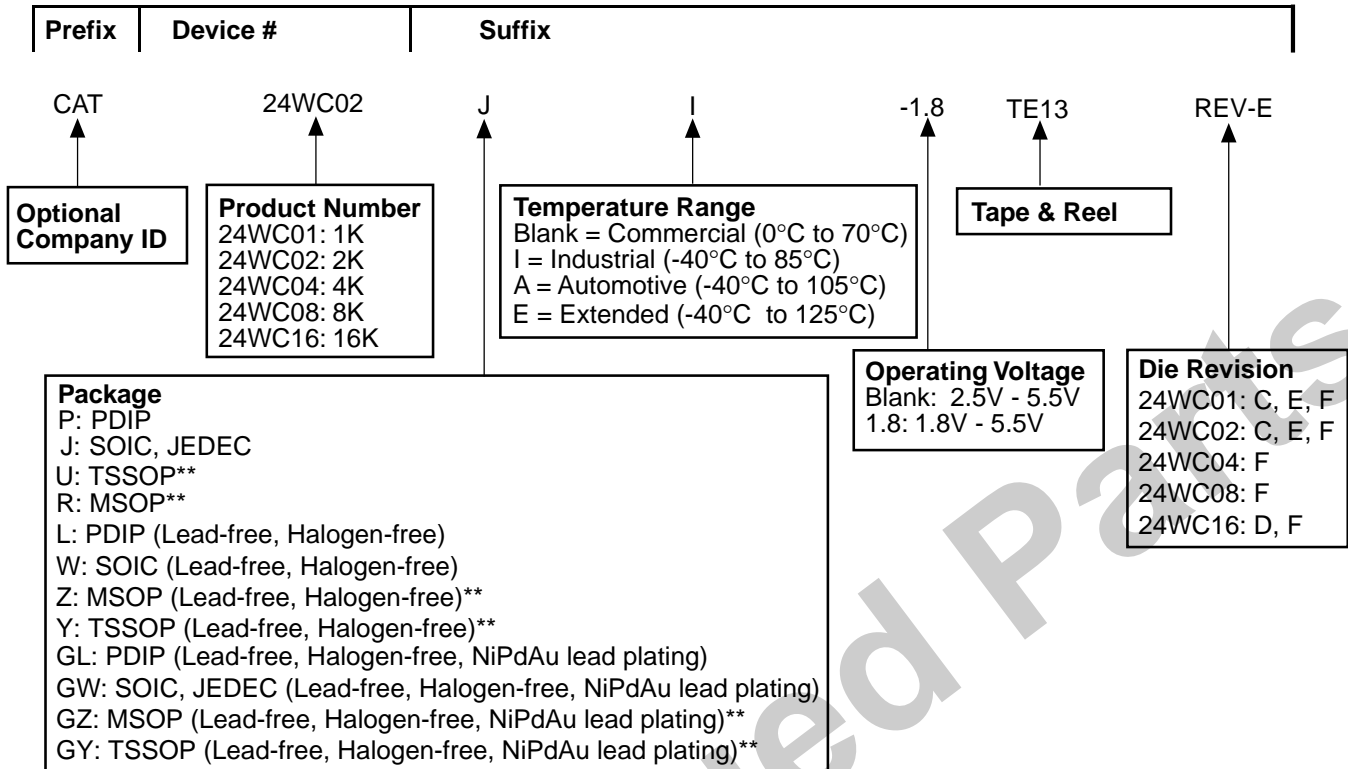 Prefix Device # Suffix
CAT 24WC02 J I -1.8 TE13 REV-E
Optional
Company ID
Product Number
24WC01: 1K
24WC02: 2K
24WC04: 4K
24WC08: 8K
24WC16: 16K
Temperature Range
Blank = Commercial (0°C to 70°C)
I = Industrial (-40°C to 85°C)
A = Automotive (-40°C to 105°C)
E = Extended (-40°C to 125°C)
Tape & Reel
Operating Voltage
Blank: 2.5V - 5.5V
1.8: 1.8V - 5.5V
Die Revision
24WC01: C, E, F
24WC02: C, E, F
24WC04: F
24WC08: F
24WC16: D, F
Package
P: PDIP
J: SOIC, JEDEC
U: TSSOP**
R: MSOP**
L: PDIP (Lead-free, Halogen-free)
W: SOIC (Lead-free, Halogen-free)
Z: MSOP (Lead-free, Halogen-free)**
Y: TSSOP (Lead-free, Halogen-free)**
GL: PDIP (Lead-free, Halogen-free, NiPdAu lead plating)
GW: SOIC, JEDEC (Lead-free, Halogen-free, NiPdAu lead plating)
GZ: MSOP (Lead-free, Halogen-free, NiPdAu lead plating)**
GY: TSSOP (Lead-free, Halogen-free, NiPdAu lead plating)**
ed Parts